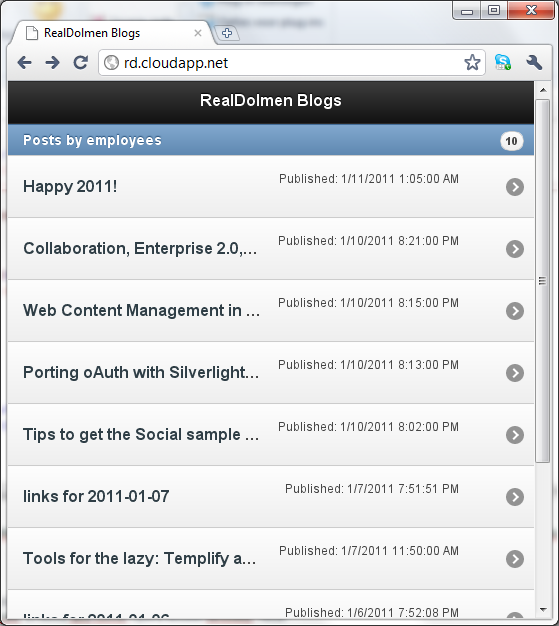 RealDolmen Blogs
rd.cloudapp.net
RealDolmen Blogs
Posts by employees 10
Happy 2011! Published: 1/11/2011 1:05:00 AM
Collaboration, Enterprise 2.0,... Published: 1/10/2011 8:21:00 PM
Web Content Management in ... Published: 1/10/2011 8:15:00 PM
Porting oAuth with Silverlight... Published: 1/10/2011 8:13:00 PM
Tips to get the Social sample ... Published: 1/10/2011 8:02:00 PM
links for 2011-01-07 Published: 1/7/2011 7:51:51 PM
Tools for the lazy: Templify a... Published: 1/7/2011 11:50:00 AM
links for 2011-01-06 Published: 1/6/2011 7:52:08 PM